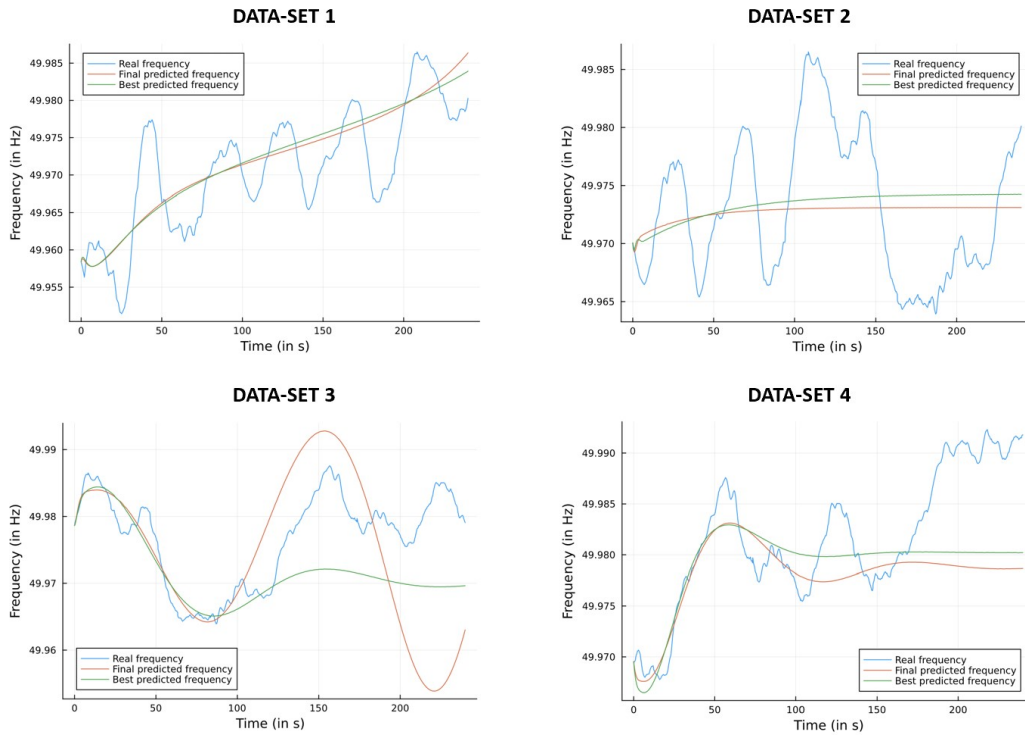 DATA-SET 1
Real frequency
Final predicted frequency
Best predicted frequency
Frequency (in Hz)
49.985
49.980
49.975
49.970
49.965
49.960
49.955
0
50
100
150
200
Time (in s)
DATA-SET 2
Real frequency
Final predicted frequency
Best predicted frequency
Frequency (in Hz)
49.985
49.980
49.975
49.970
49.965
0
50
100
150
200
Time (in s)
DATA-SET 3
Frequency (in Hz)
49.99
49.98
49.97
49.96
Real frequency
Final predicted frequency
Best predicted frequency
0
50
100
150
200
Time (in s)
DATA-SET 4
Frequency (in Hz)
49.990
49.985
49.980
49.975
49.970
Real frequency
Final predicted frequency
Best predicted frequency
0
50
100
150
200
Time (in s)